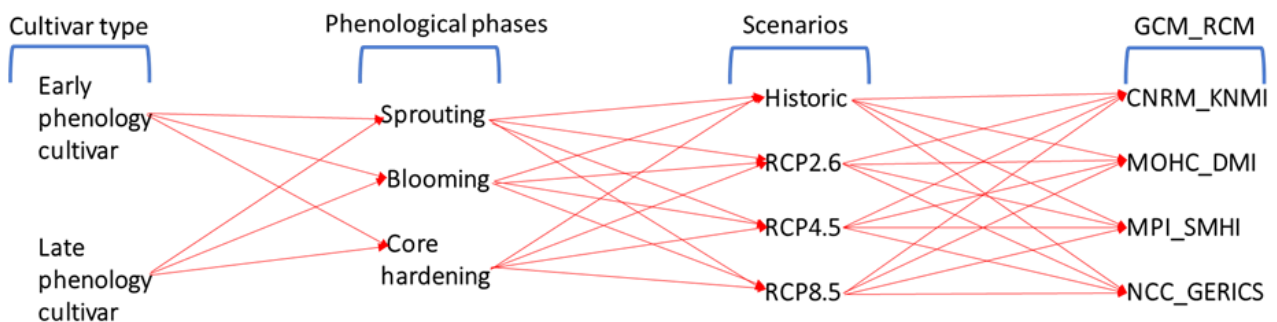 Cultivar type
Phenological phases
Scenarios
GCM_RCM
Early
phenology
cultivar
Late
phenology
cultivar
Sprouting
Blooming
Core
hardening
Historic
RCP2.6
RCP4.5
RCP8.5
CNRM_KNMI
MOHC_DMI
MPI_SMHI
NCC_GERICS